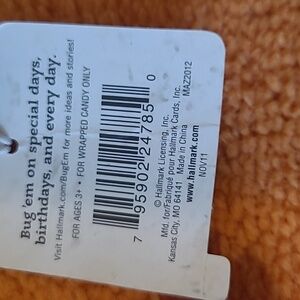 Bug 'em on special days,
birthdays, and every day.
Visit Hallmark.com/BugEm for more ideas and stories!
FOR AGES 3+ • FOR WRAPPED CANDY ONLY
7 95902 24785 0
© Hallmark Licensing, Inc.
Mfd. for/Fabriqué pour Hallmark Cards, Inc.
Kansas City, MO 64141 Made in China
www.hallmark.com
NOV11
MAZ2012